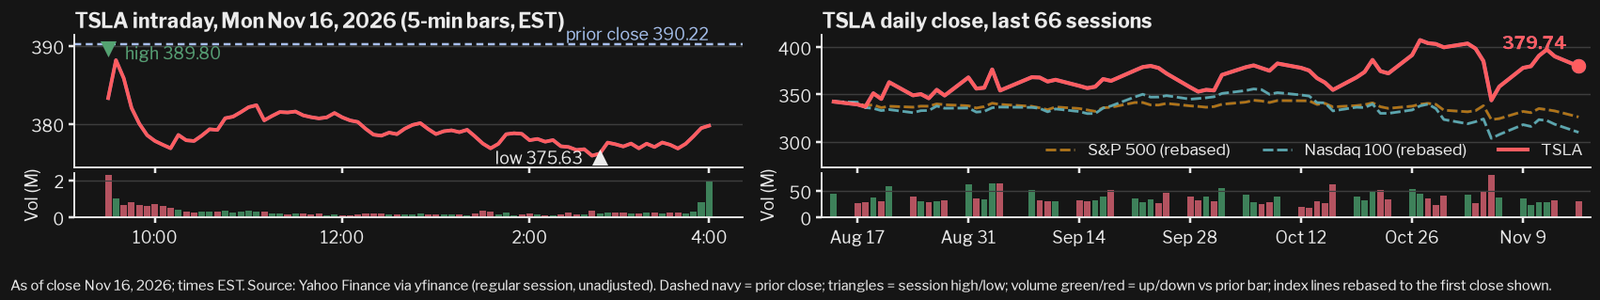 TSLA intraday, Mon Nov 16, 2026 (5-min bars, EST)
prior close 390.22
high 389.80
low 375.63
390
380
Vol (M)
2
0
10:00
12:00
2:00
4:00
TSLA daily close, last 66 sessions
379.74
400
350
300
S&P 500 (rebased)
Nasdaq 100 (rebased)
TSLA
Vol (M)
50
0
Aug 17
Aug 31
Sep 14
Sep 28
Oct 12
Oct 26
Nov 9
As of close Nov 16, 2026; times EST. Source: Yahoo Finance via yfinance (regular session, unadjusted). Dashed navy = prior close; triangles = session high/low; volume green/red = up/down vs prior bar; index lines rebased to the first close shown.